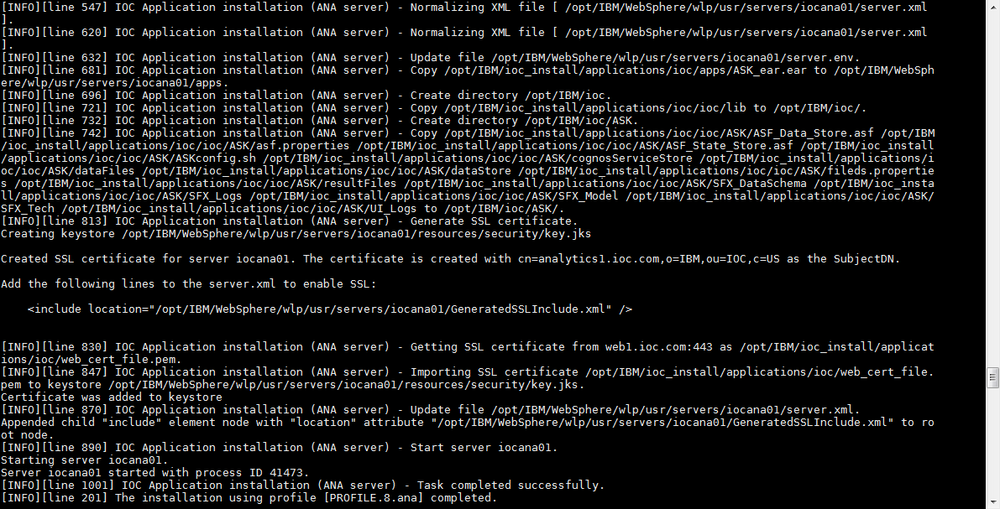 [INFO][line 547] IOC Application installation (ANA server) - Normalizing XML file [ /opt/IBM/WebSphere/wlp/usr/servers/iocana01/server.xml
].
[INFO][line 620] IOC Application installation (ANA server) - Normalizing XML file [ /opt/IBM/WebSphere/wlp/usr/servers/iocana01/server.xml
].
[INFO][line 632] IOC Application installation (ANA server) - Update file /opt/IBM/WebSphere/wlp/usr/servers/iocana01/server.env.
[INFO][line 681] IOC Application installation (ANA server) - Copy /opt/IBM/ioc_install/applications/ioc/apps/ASK_ear.ear to /opt/IBM/WebSph
ere/wlp/usr/servers/iocana01/apps.
[INFO][line 696] IOC Application installation (ANA server) - Create directory /opt/IBM/ioc.
[INFO][line 721] IOC Application installation (ANA server) - Copy /opt/IBM/ioc_install/applications/ioc/ioc/lib to /opt/IBM/ioc/.
[INFO][line 732] IOC Application installation (ANA server) - Create directory /opt/IBM/ioc/ASK.
[INFO][line 742] IOC Application installation (ANA server) - Copy /opt/IBM/ioc_install/applications/ioc/ioc/ASK/ASF_Data_Store.asf /opt/IBM
/ioc_install/applications/ioc/ioc/ASK/asf.properties /opt/IBM/ioc_install/applications/ioc/ioc/ASK/ASF_State_Store.asf /opt/IBM/ioc_install
/applications/ioc/ioc/ASK/ASKconfig.sh /opt/IBM/ioc_install/applications/ioc/ioc/ASK/cognosServiceStore /opt/IBM/ioc_install/applications/i
oc/ioc/ASK/dataFiles /opt/IBM/ioc_install/applications/ioc/ioc/ASK/dataStore /opt/IBM/ioc_install/applications/ioc/ioc/ASK/fileds.propertie
s /opt/IBM/ioc_install/applications/ioc/ioc/ASK/resultFiles /opt/IBM/ioc_install/applications/ioc/ioc/ASK/SFX_DataSchema /opt/IBM/ioc_insta
ll/applications/ioc/ioc/ASK/SFX_Logs /opt/IBM/ioc_install/applications/ioc/ioc/ASK/SFX_Model /opt/IBM/ioc_install/applications/ioc/ioc/ASK/
SFX_Tech /opt/IBM/ioc_install/applications/ioc/ioc/ASK/UI_Logs to /opt/IBM/ioc/ASK/.
[INFO][line 813] IOC Application installation (ANA server) - Generate SSL certificate.
Creating keystore /opt/IBM/WebSphere/wlp/usr/servers/iocana01/resources/security/key.jks
Created SSL certificate for server iocana01. The certificate is created with cn=analytics1.ioc.com,o=IBM,ou=IOC,c=US as the SubjectDN.
Add the following lines to the server.xml to enable SSL:
<include location="/opt/IBM/WebSphere/wlp/usr/servers/iocana01/GeneratedSSLInclude.xml" />
[INFO][line 830] IOC Application installation (ANA server) - Getting SSL certificate from web1.ioc.com:443 as /opt/IBM/ioc_install/applicat
ions/ioc/web_cert_file.pem.
[INFO][line 847] IOC Application installation (ANA server) - Importing SSL certificate /opt/IBM/ioc_install/applications/ioc/web_cert_file.
pem to keystore /opt/IBM/WebSphere/wlp/usr/servers/iocana01/resources/security/key.jks.
Certificate was added to keystore
[INFO][line 870] IOC Application installation (ANA server) - Update file /opt/IBM/WebSphere/wlp/usr/servers/iocana01/server.xml.
Appended child "include" element node with "location" attribute "/opt/IBM/WebSphere/wlp/usr/servers/iocana01/GeneratedSSLInclude.xml" to ro
ot node.
[INFO][line 890] IOC Application installation (ANA server) - Start server iocana01.
Starting server iocana01.
Server iocana01 started with process ID 41473.
[INFO][line 1001] IOC Application installation (ANA server) - Task completed successfully.
[INFO][line 201] The installation using profile [PROFILE.8.ana] completed.